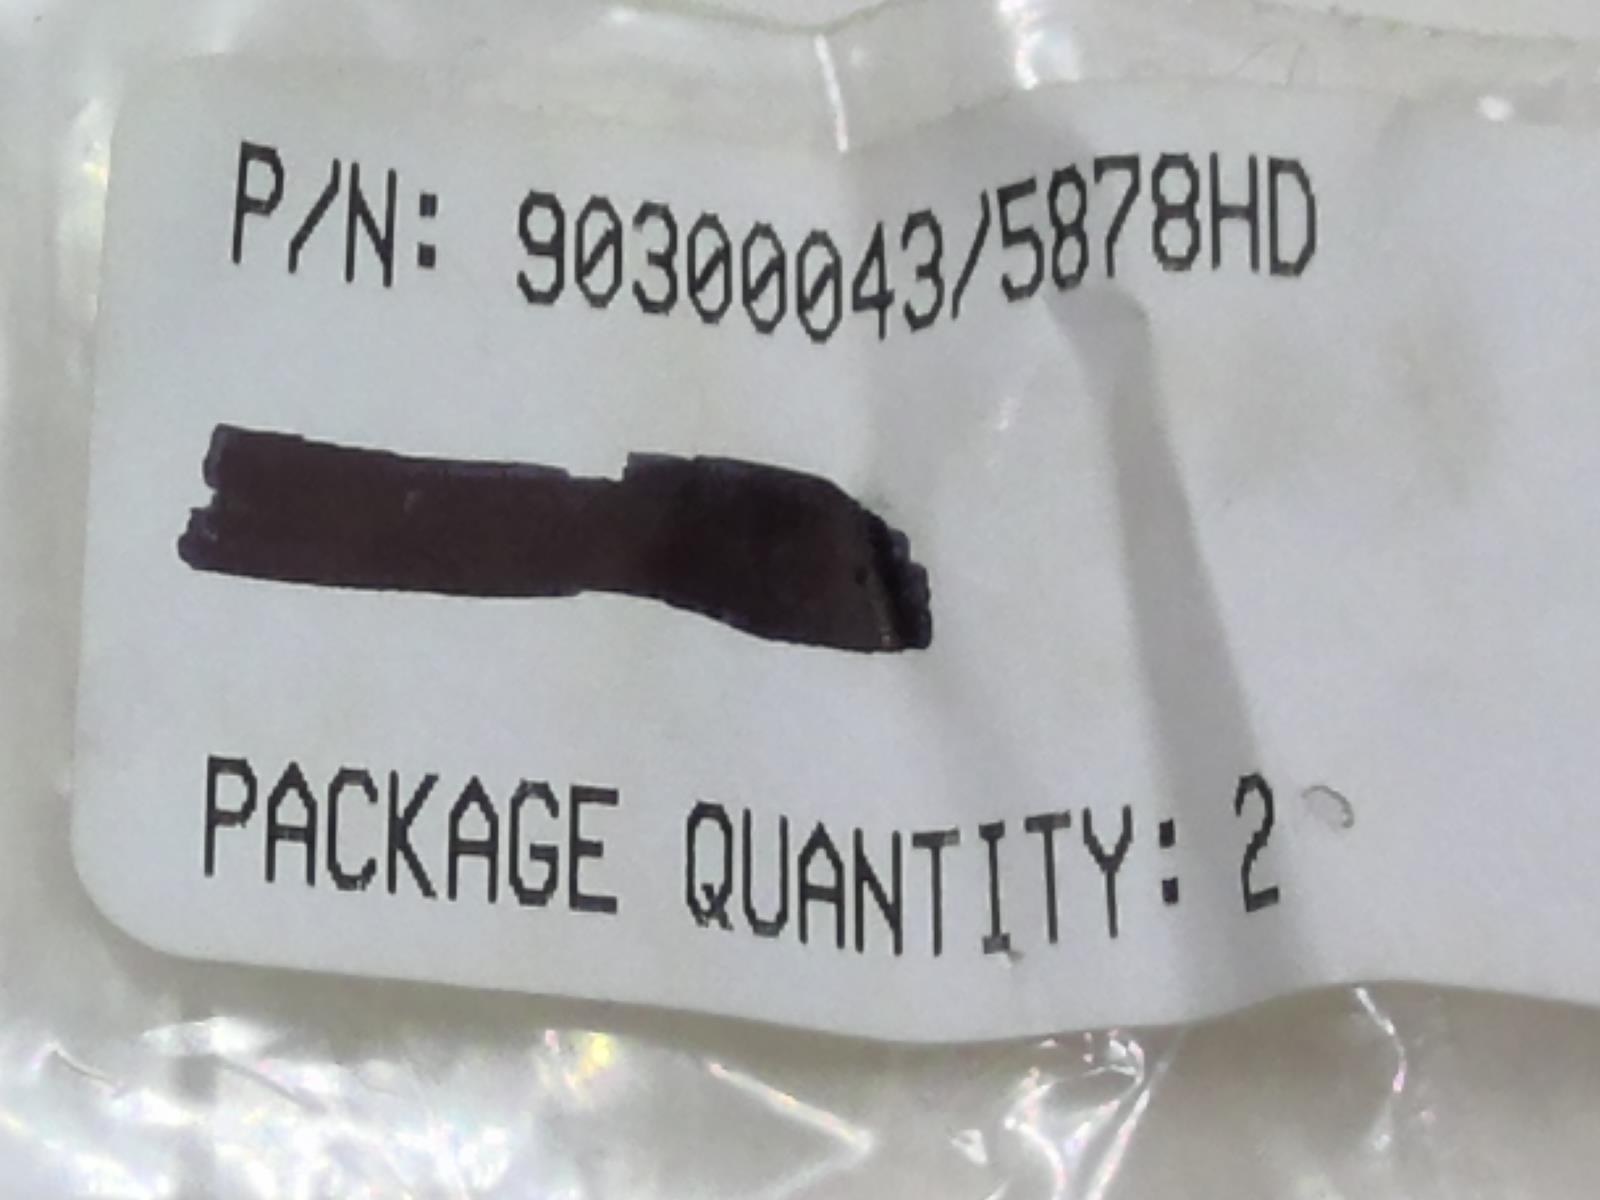 P/N: 90300043/5878HD
PACKAGE QUANTITY: 2